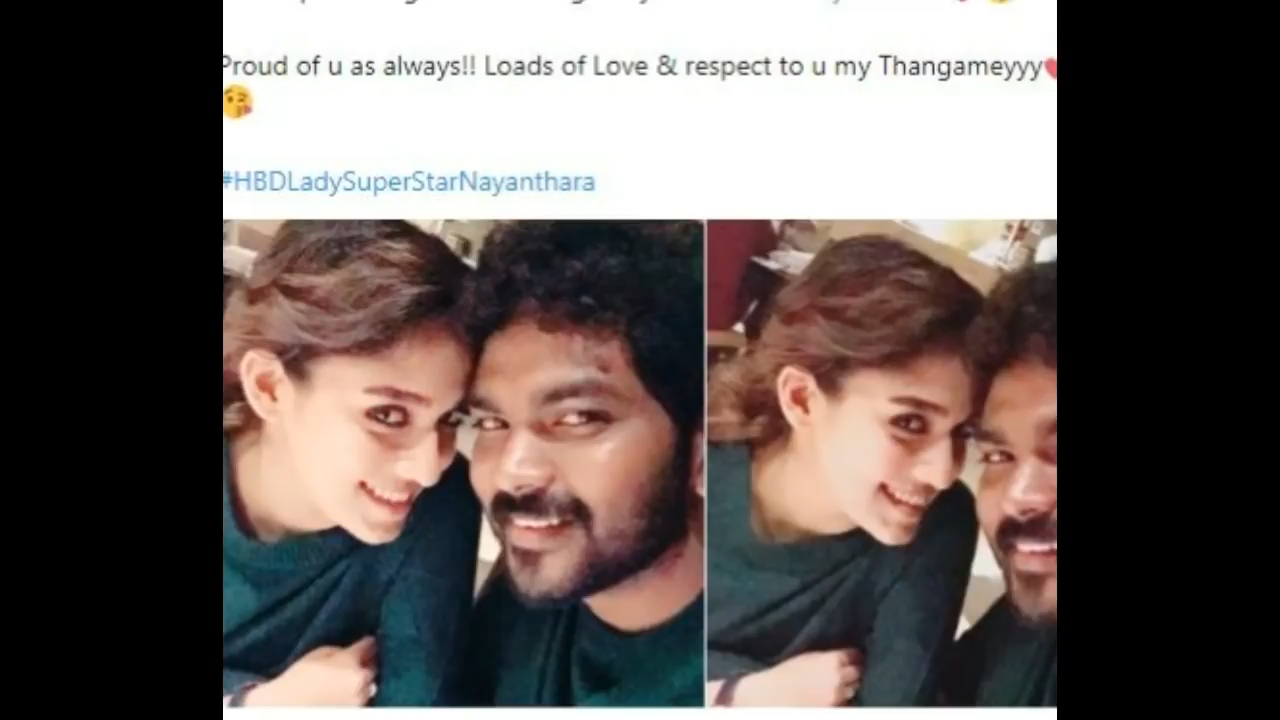 Proud of u as always!! Loads of Love & respect to u my Thangameyyy❤
😘
#HBDLadySuperStarNayanthara